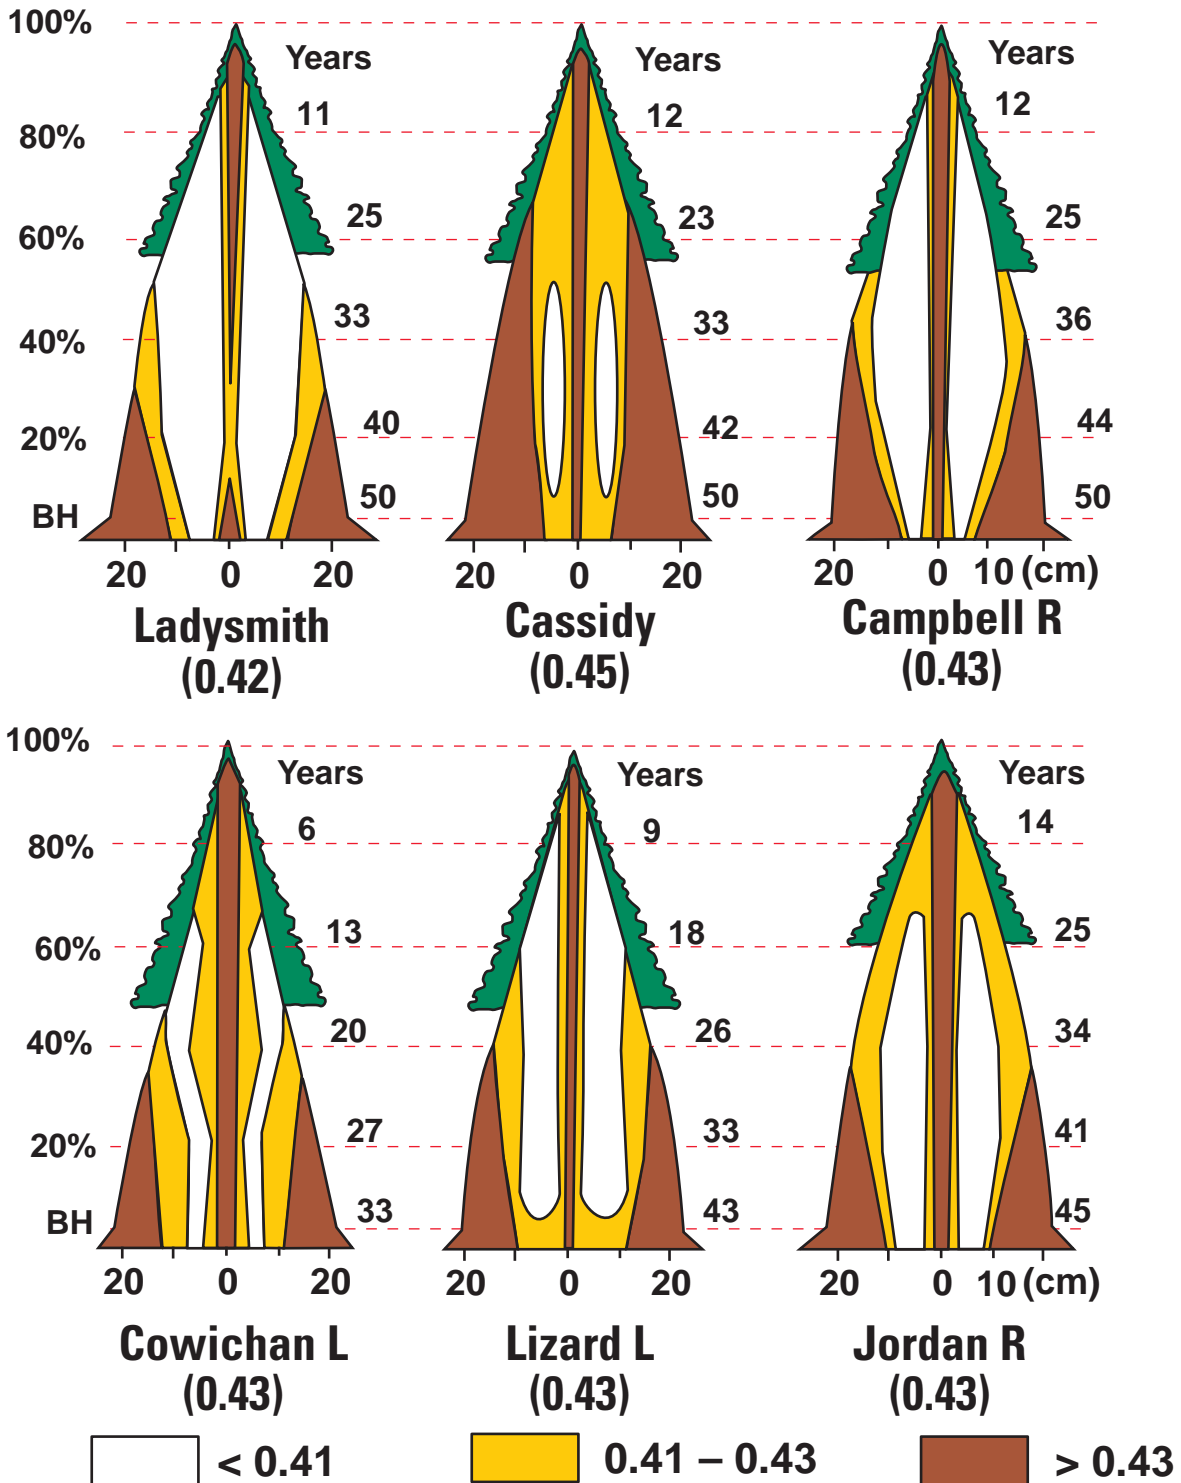 100%
Years Years Years
11 12 12
80%
25 23 25
60%
33 33 36
40%
40 42 44
20%
50 50 50
BH
20 0 20 20 0 20 20 0 10 (cm)
Ladysmith Cassidy Campbell R
(0.42) (0.45) (0.43)
100%
Years Years Years
6 9 14
80%
13 18 25
60%
20 26 34
40%
27 33 41
20%
33 43 45
BH
20 0 20 20 0 20 20 0 10 (cm)
Cowichan L Lizard L Jordan R
(0.43) (0.43) (0.43)
< 0.41 0.41 – 0.43 > 0.43